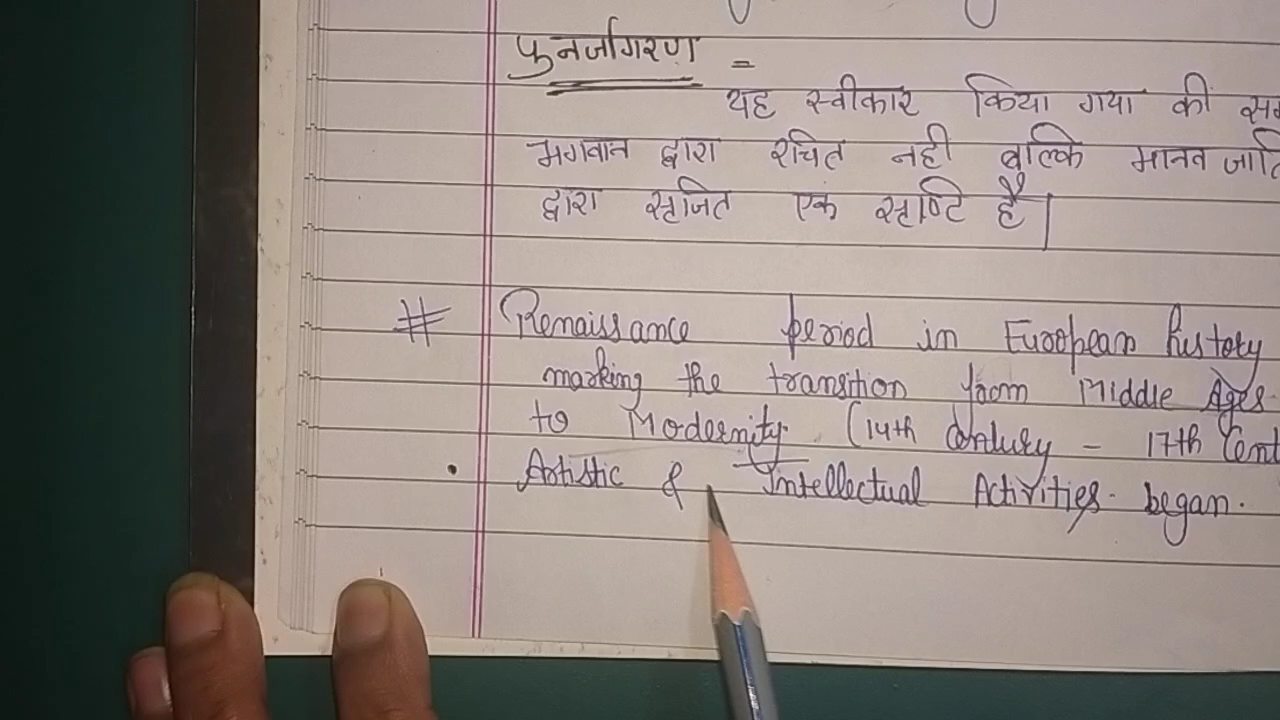 पुनर्जागरण =
यह स्वीकार किया गया की
भगवान द्वारा रचित नही बल्कि मानव जाति
द्वारा सृजित एक सृष्टि है |
# Renaissance period in European history
marking the transition from Middle Ages
to Modernity. (14th Century - 17th Cent
• Artistic & Intellectual Activities. began.